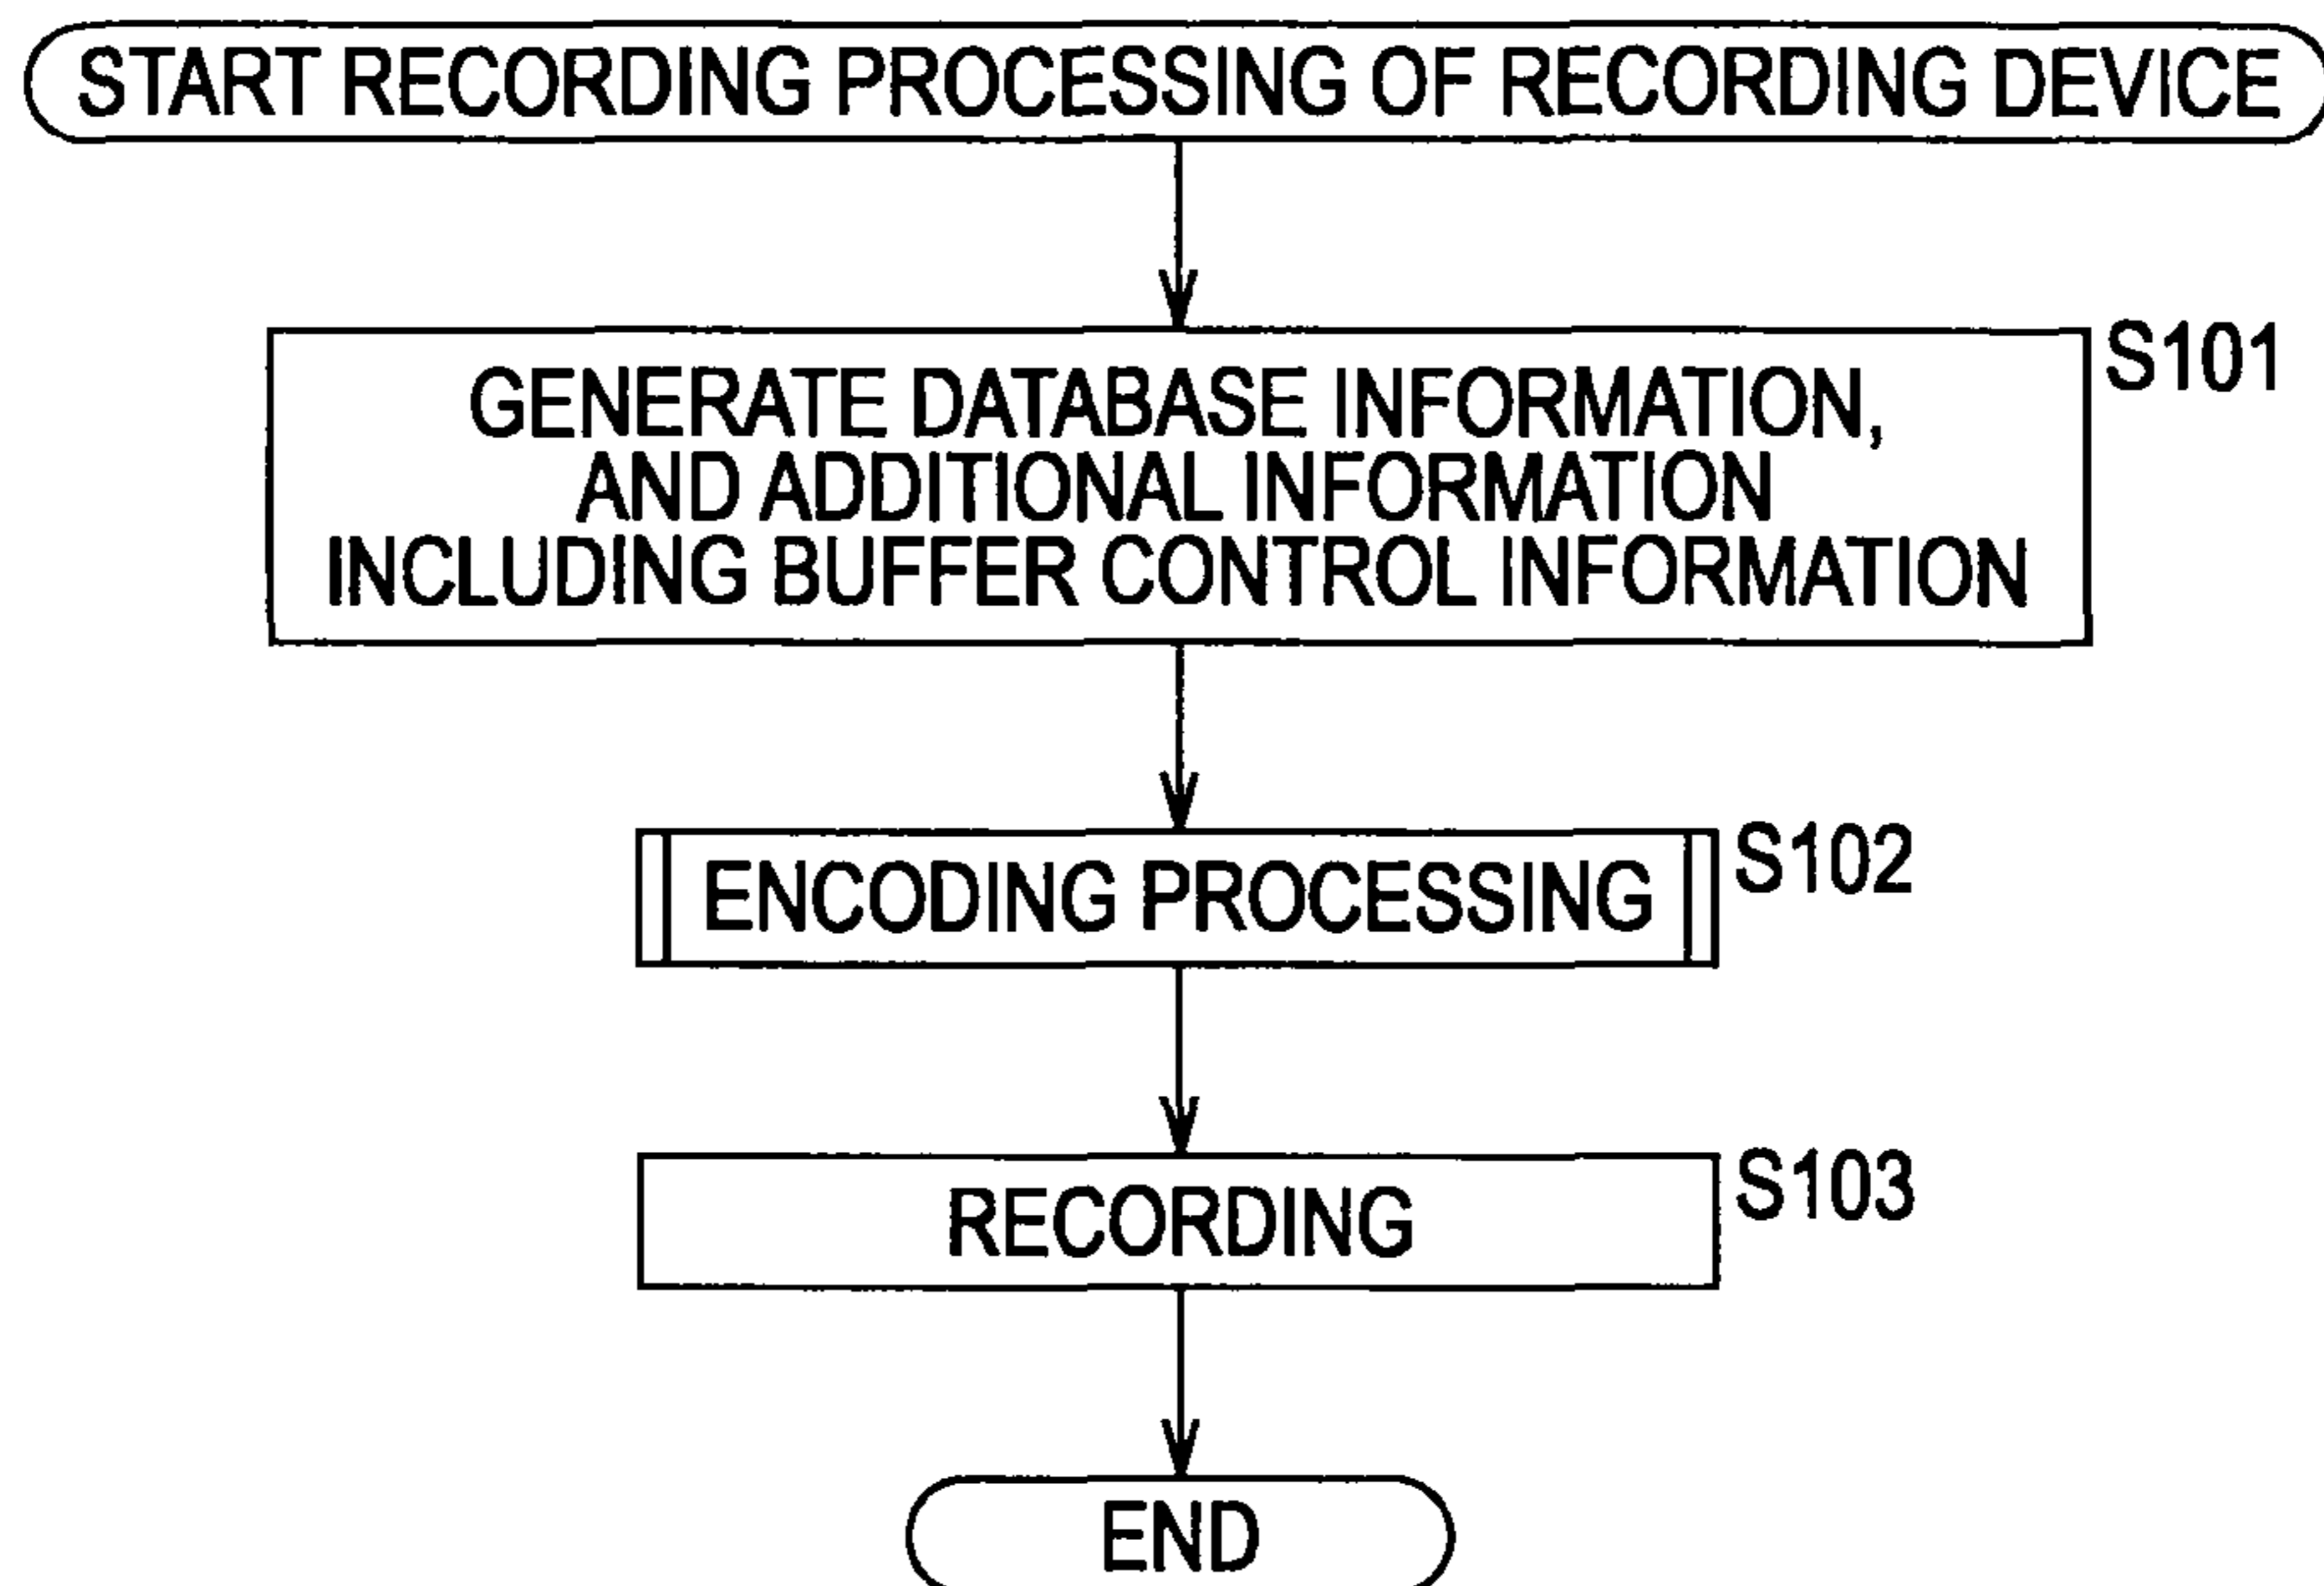 START RECORDING PROCESSING OF RECORDING DEVICE
S101
GENERATE DATABASE INFORMATION,
AND ADDITIONAL INFORMATION
INCLUDING BUFFER CONTROL INFORMATION
S102
ENCODING PROCESSING
S103
RECORDING
END